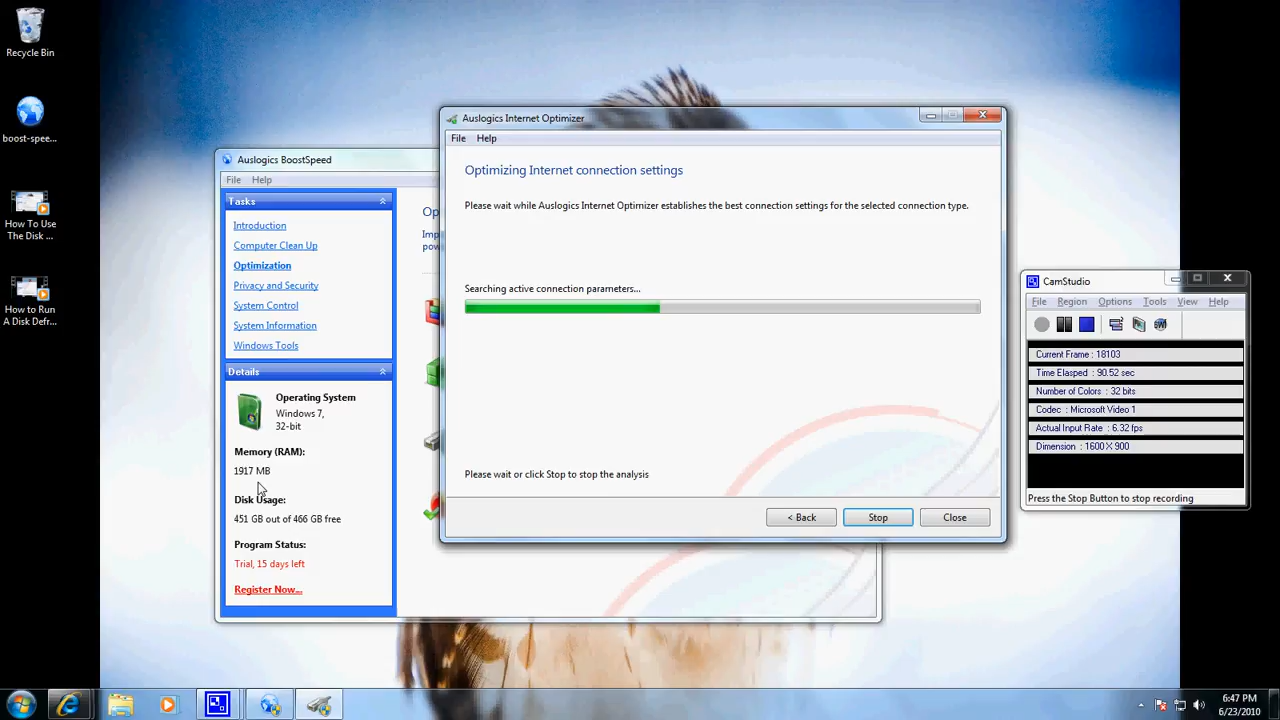 Recycle Bin
boost-spee...
How To Use
The Disk ...
How to Run
A Disk Defr...
Auslogics BoostSpeed
File Help
Tasks
Introduction
Computer Clean Up
Optimization
Privacy and Security
System Control
System Information
Windows Tools
Details
Operating System
Windows 7,
32-bit
Memory (RAM):
1917 MB
Disk Usage:
451 GB out of 466 GB free
Program Status:
Trial, 15 days left
Register Now...
Op
Imp
pow
Auslogics Internet Optimizer
File Help
Optimizing Internet connection settings
Please wait while Auslogics Internet Optimizer establishes the best connection settings for the selected connection type.
Searching active connection parameters...
Please wait or click Stop to stop the analysis
< Back Stop Close
CamStudio
File Region Options Tools View Help
Current Frame : 18103
Time Elasped : 90.52 sec
Number of Colors : 32 bits
Codec : Microsoft Video 1
Actual Input Rate : 6.32 fps
Dimension : 1600 X 900
Press the Stop Button to stop recording
6:47 PM
6/23/2010